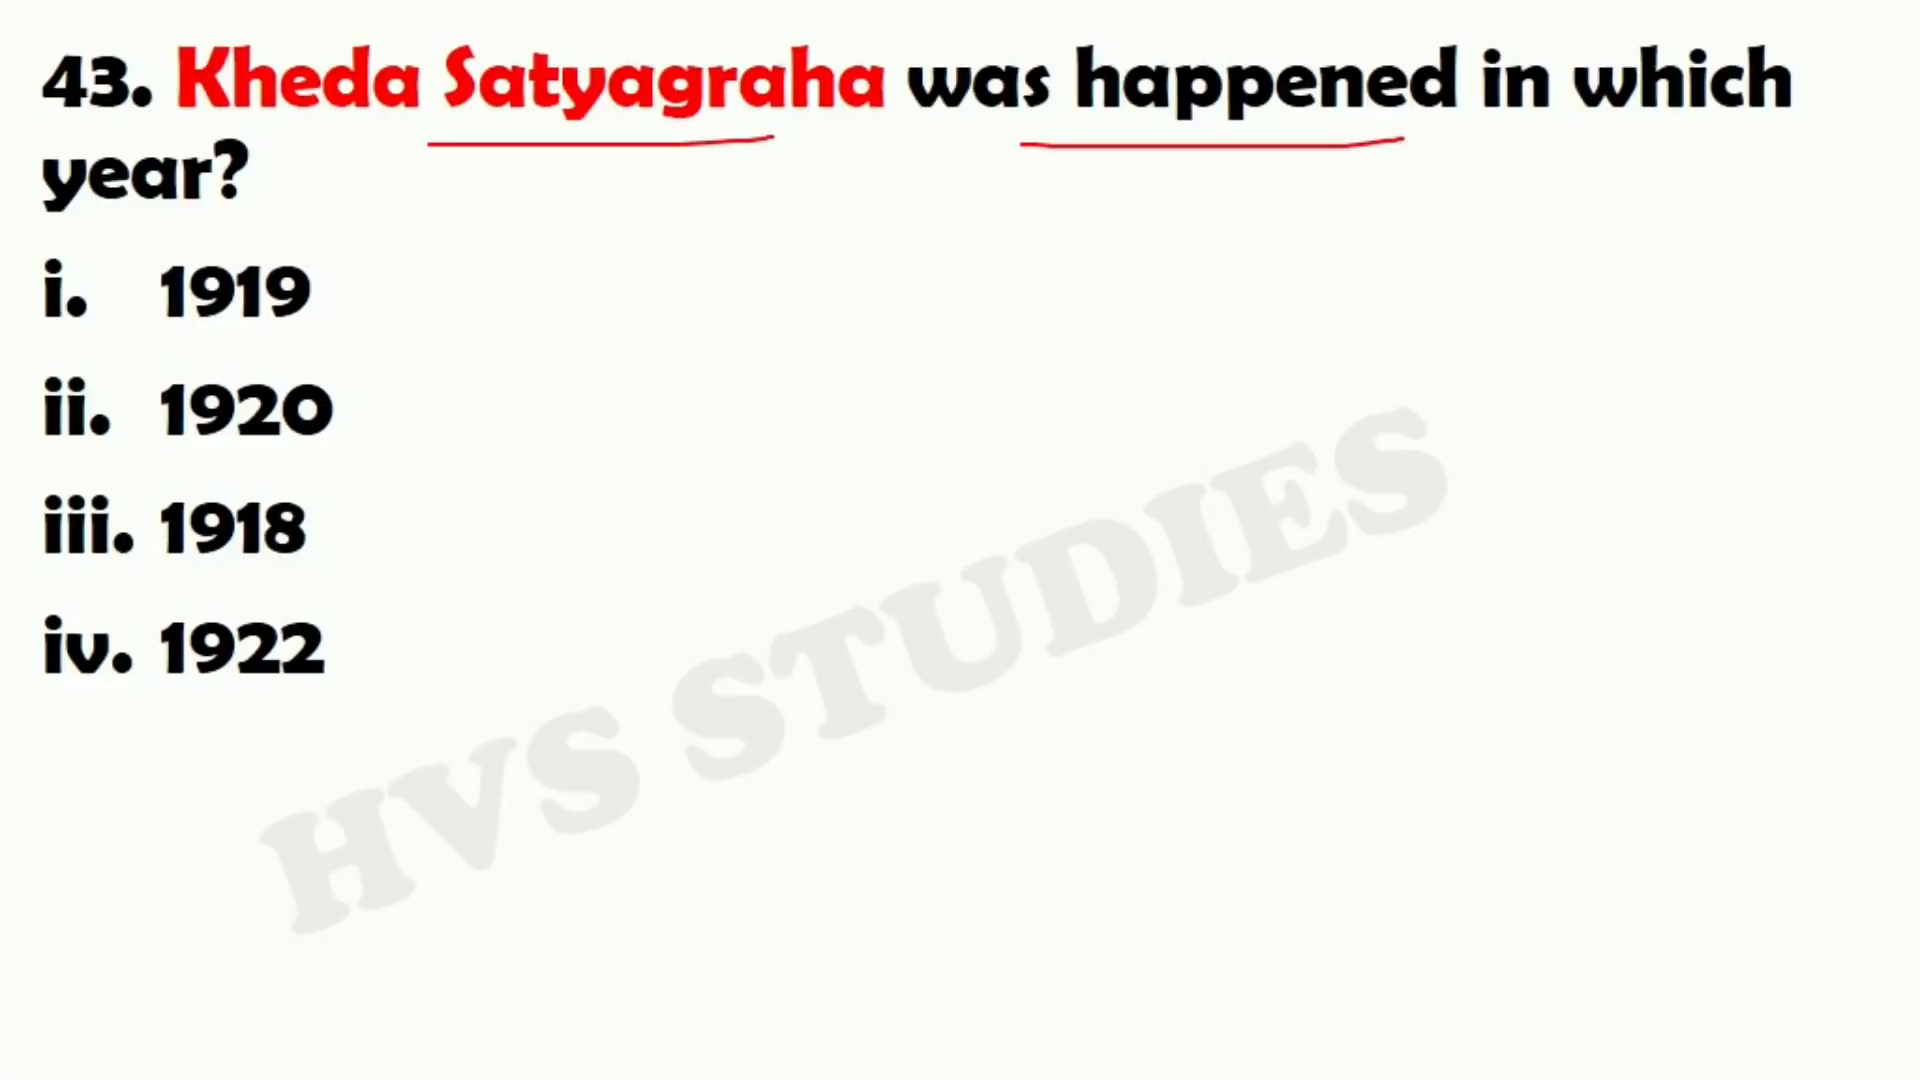 43. Kheda Satyagraha was happened in which
year?
i. 1919
ii. 1920
iii. 1918
iv. 1922
HVS STUDIES